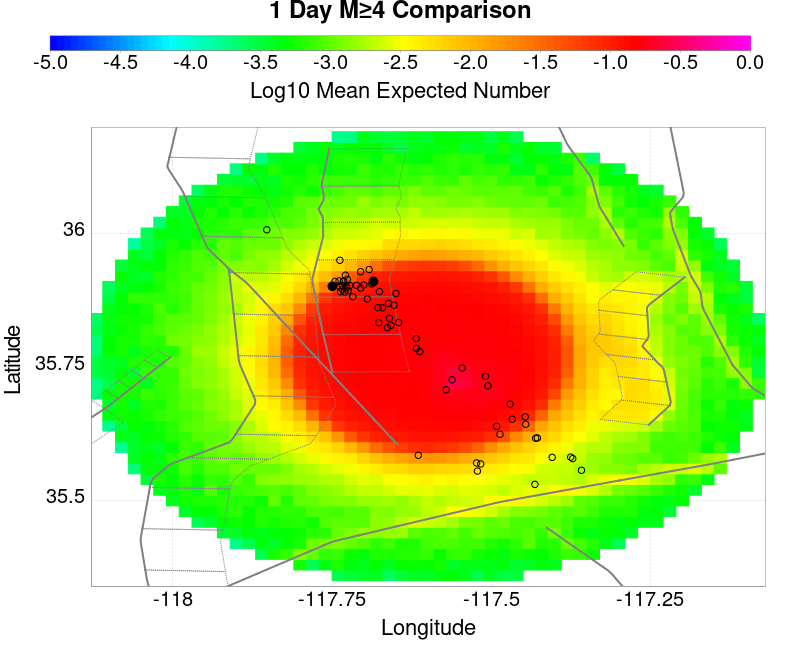 1 Day M≥4 Comparison
-5.0 -4.5 -4.0 -3.5 -3.0 -2.5 -2.0 -1.5 -1.0 -0.5 0.0
Log10 Mean Expected Number
36
35.75
35.5
Latitude
-118 -117.75 -117.5 -117.25
Longitude